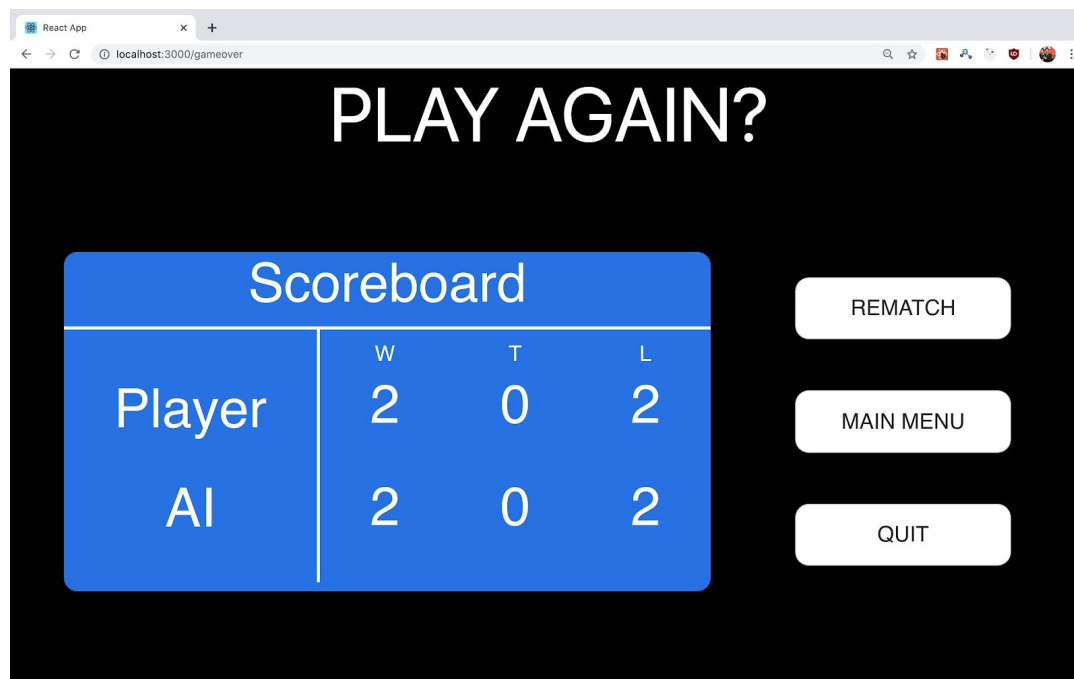 React App
localhost:3000/gameover
PLAY AGAIN?
Scoreboard
W T L
Player 2 0 2
AI 2 0 2
REMATCH
MAIN MENU
QUIT